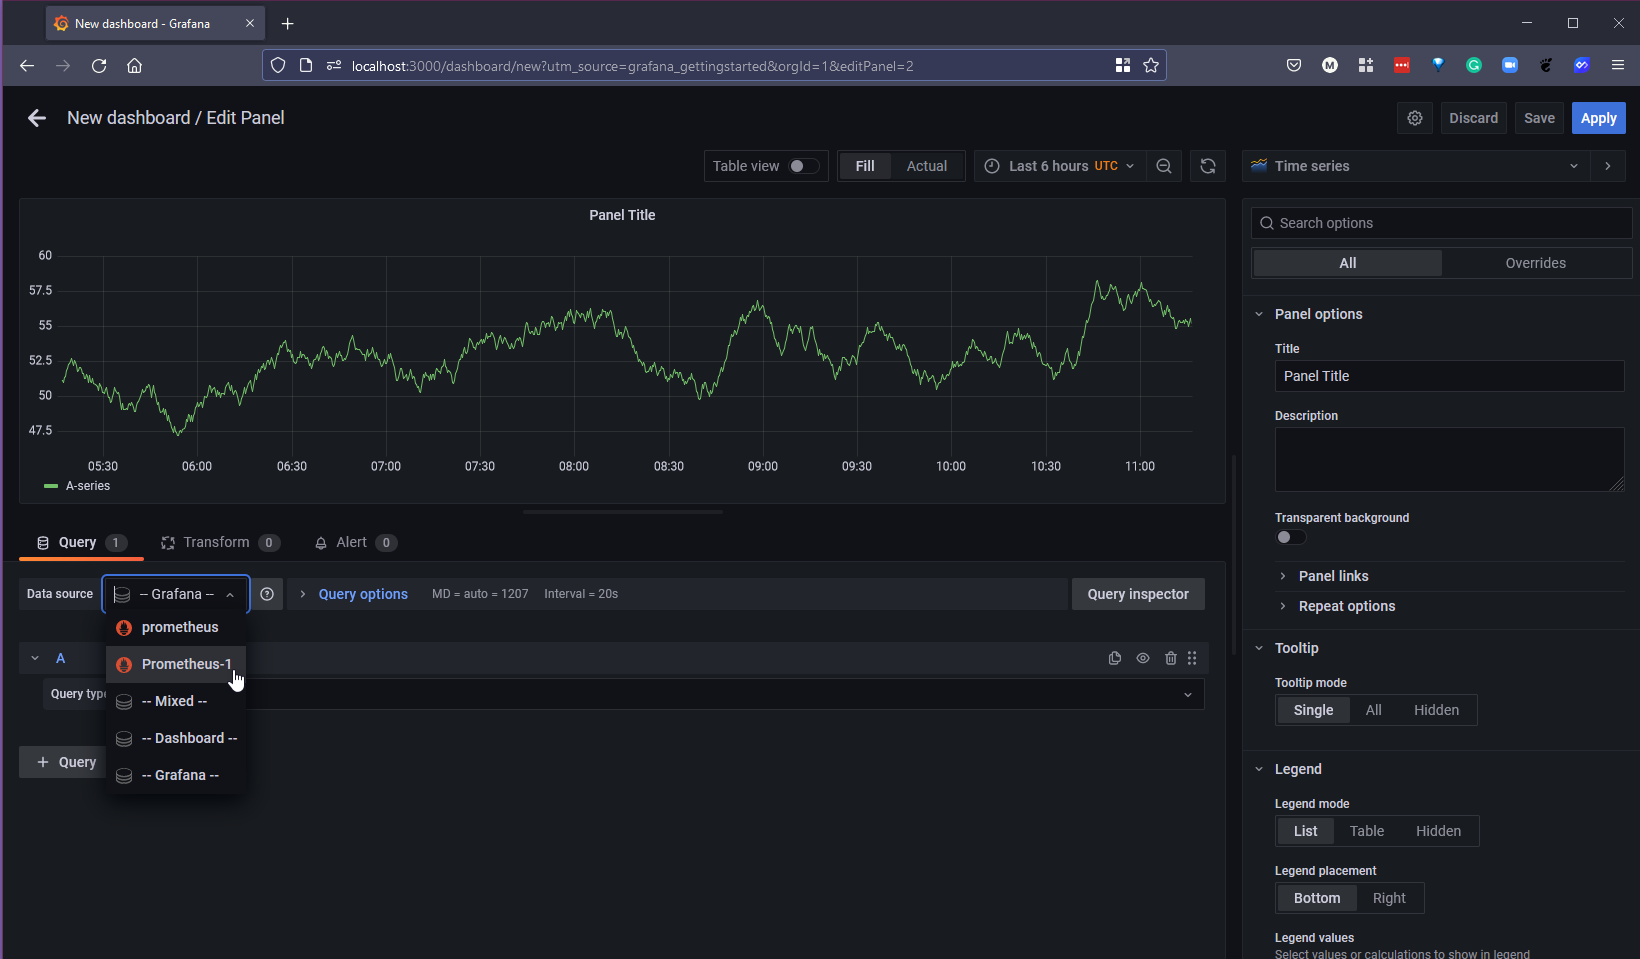 New dashboard - Grafana
localhost:3000/dashboard/new?utm_source=grafana_gettingstarted&orgId=1&editPanel=2
New dashboard / Edit Panel
Discard
Save
Apply
Table view
Fill
Actual
Last 6 hours UTC
Time series
Panel Title
60
57.5
55
52.5
50
47.5
05:30
06:00
06:30
07:00
07:30
08:00
08:30
09:00
09:30
10:00
10:30
11:00
A-series
Search options
All
Overrides
Panel options
Title
Panel Title
Description
Transparent background
Panel links
Repeat options
Tooltip
Tooltip mode
Single
All
Hidden
Legend
Legend mode
List
Table
Hidden
Legend placement
Bottom
Right
Legend values
Select values or calculations to show in legend
Query 1
Transform 0
Alert 0
Data source
-- Grafana --
Query options
MD = auto = 1207
Interval = 20s
Query inspector
prometheus
Prometheus-1
-- Mixed --
-- Dashboard --
-- Grafana --
A
Query type
+ Query